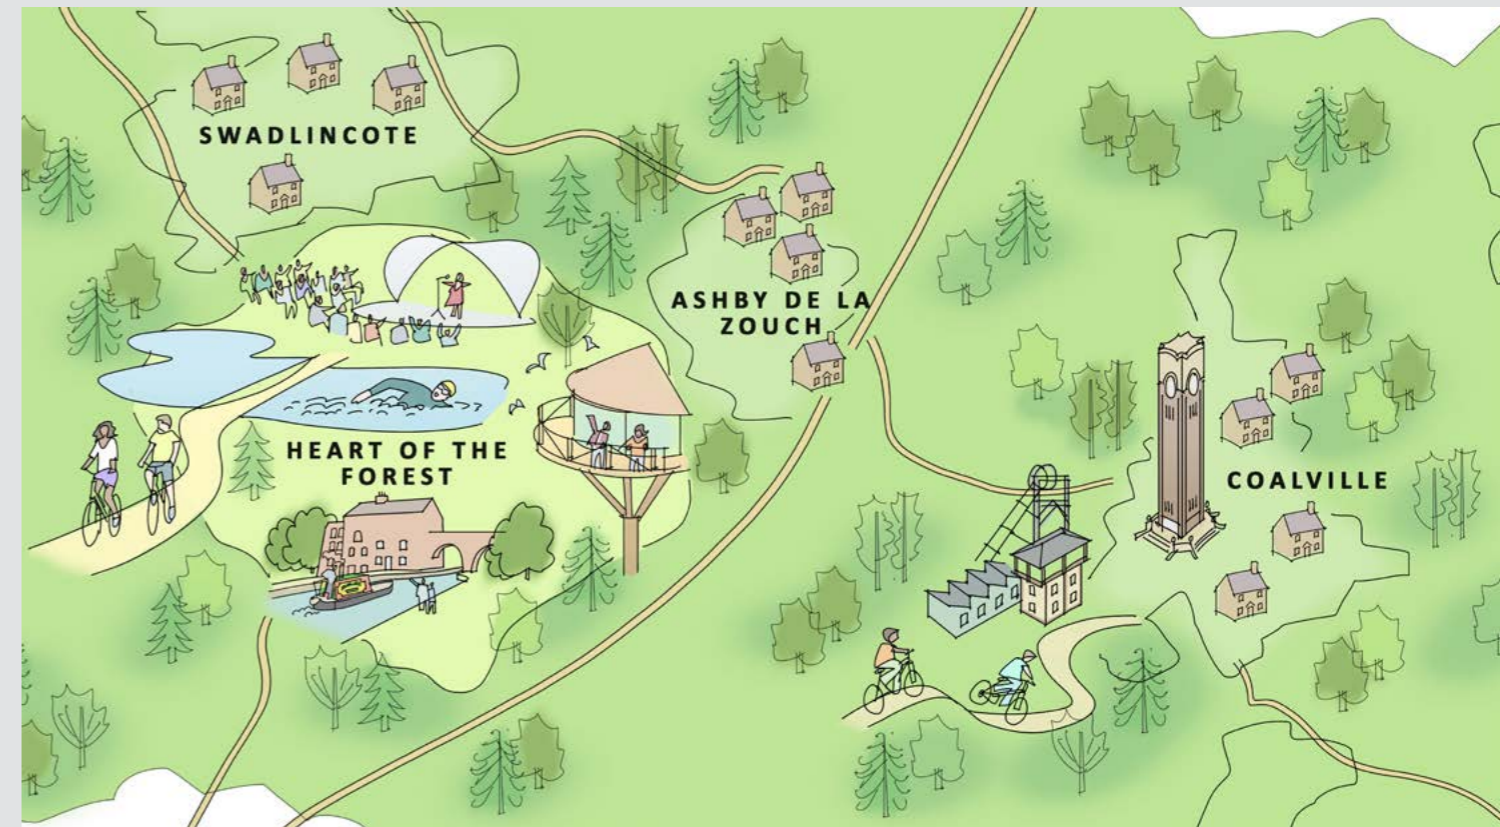 SWADLINCOTE
ASHBY DE LA
ZOUCH
HEART OF THE
FOREST
COALVILLE